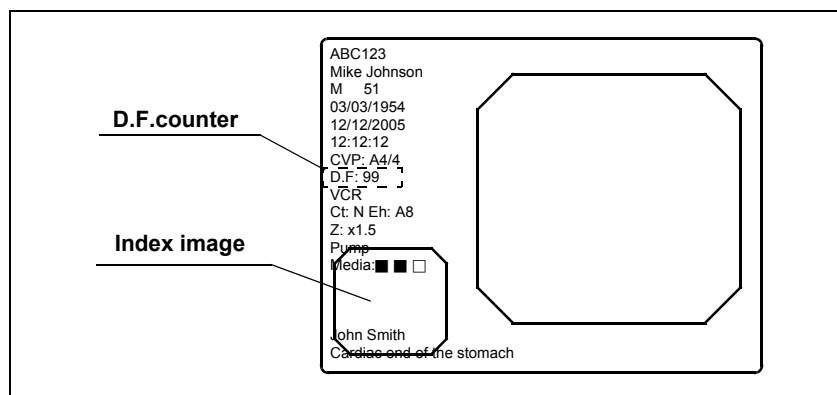 ABC123
Mike Johnson
M 51
03/03/1954
D.F.counter
12/12/2005
12:12:12
CVP: A4/4
D.F: 99
VCR
Ct: N Eh: A8
Z: x1.5
Index image
Pump
Media:■ ■ □
John Smith
Cardiac end of the stomach